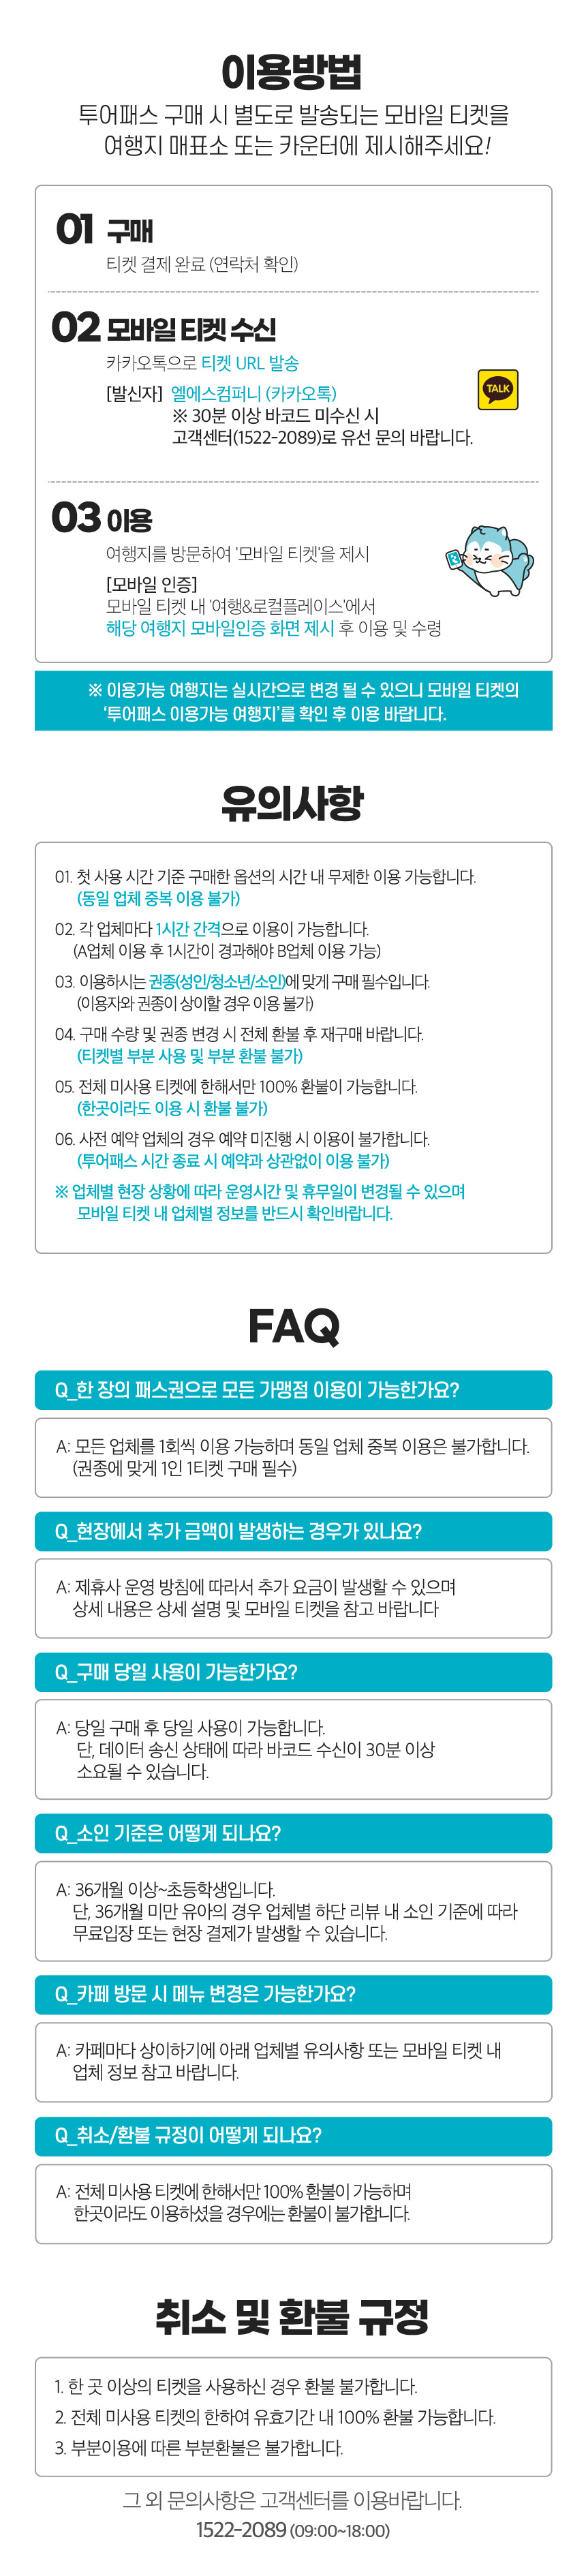 이용방법
투어패스 구매 시 별도로 발송되는 모바일 티켓을
여행지 매표소 또는 카운터에 제시해주세요!
01 구매
티켓 결제 완료 (연락처 확인)
02 모바일 티켓 수신
카카오톡으로 티켓 URL 발송
[발신자] 엘에스컴퍼니 (카카오톡)
TALK
※ 30분 이상 바코드 미수신 시
고객센터(1522-2089)로 유선 문의 바랍니다.
03 이용
여행지를 방문하여 '모바일 티켓'을 제시
[모바일 인증]
모바일 티켓 내 '여행&로컬플레이스'에서
해당 여행지 모바일인증 화면 제시 후 이용 및 수령
※ 이용가능 여행지는 실시간으로 변경 될 수 있으니 모바일 티켓의
'투어패스 이용가능 여행지'를 확인 후 이용 바랍니다.
유의사항
01. 첫 사용 시간 기준 구매한 옵션의 시간 내 무제한 이용 가능합니다.
(동일 업체 중복 이용 불가)
02. 각 업체마다 1시간 간격으로 이용이 가능합니다.
(A업체 이용 후 1시간이 경과해야 B업체 이용 가능)
03. 이용하시는 권종(성인/청소년/소인)에 맞게 구매 필수입니다.
(이용자와 권종이 상이할 경우 이용 불가)
04. 구매 수량 및 권종 변경 시 전체 환불 후 재구매 바랍니다.
(티켓별 부분 사용 및 부분 환불 불가)
05. 전체 미사용 티켓에 한해서만 100% 환불이 가능합니다.
(한곳이라도 이용 시 환불 불가)
06. 사전 예약 업체의 경우 예약 미진행 시 이용이 불가합니다.
(투어패스 시간 종료 시 예약과 상관없이 이용 불가)
※ 업체별 현장 상황에 따라 운영시간 및 휴무일이 변경될 수 있으며
모바일 티켓 내 업체별 정보를 반드시 확인바랍니다.
FAQ
Q_한 장의 패스권으로 모든 가맹점 이용이 가능한가요?
A: 모든 업체를 1회씩 이용 가능하며 동일 업체 중복 이용은 불가합니다.
(권종에 맞게 1인 1티켓 구매 필수)
Q_현장에서 추가 금액이 발생하는 경우가 있나요?
A: 제휴사 운영 방침에 따라서 추가 요금이 발생할 수 있으며
상세 내용은 상세 설명 및 모바일 티켓을 참고 바랍니다
Q_구매 당일 사용이 가능한가요?
A: 당일 구매 후 당일 사용이 가능합니다.
단, 데이터 송신 상태에 따라 바코드 수신이 30분 이상
소요될 수 있습니다.
Q_소인 기준은 어떻게 되나요?
A: 36개월 이상~초등학생입니다.
단, 36개월 미만 유아의 경우 업체별 하단 리뷰 내 소인 기준에 따라
무료입장 또는 현장 결제가 발생할 수 있습니다.
Q_카페 방문 시 메뉴 변경은 가능한가요?
A: 카페마다 상이하기에 아래 업체별 유의사항 또는 모바일 티켓 내
업체 정보 참고 바랍니다.
Q_취소/환불 규정이 어떻게 되나요?
A: 전체 미사용 티켓에 한해서만 100% 환불이 가능하며
한곳이라도 이용하셨을 경우에는 환불이 불가합니다.
취소 및 환불 규정
1. 한 곳 이상의 티켓을 사용하신 경우 환불 불가합니다.
2. 전체 미사용 티켓의 한하여 유효기간 내 100% 환불 가능합니다.
3. 부분이용에 따른 부분환불은 불가합니다.
그 외 문의사항은 고객센터를 이용바랍니다.
1522-2089 (09:00~18:00)